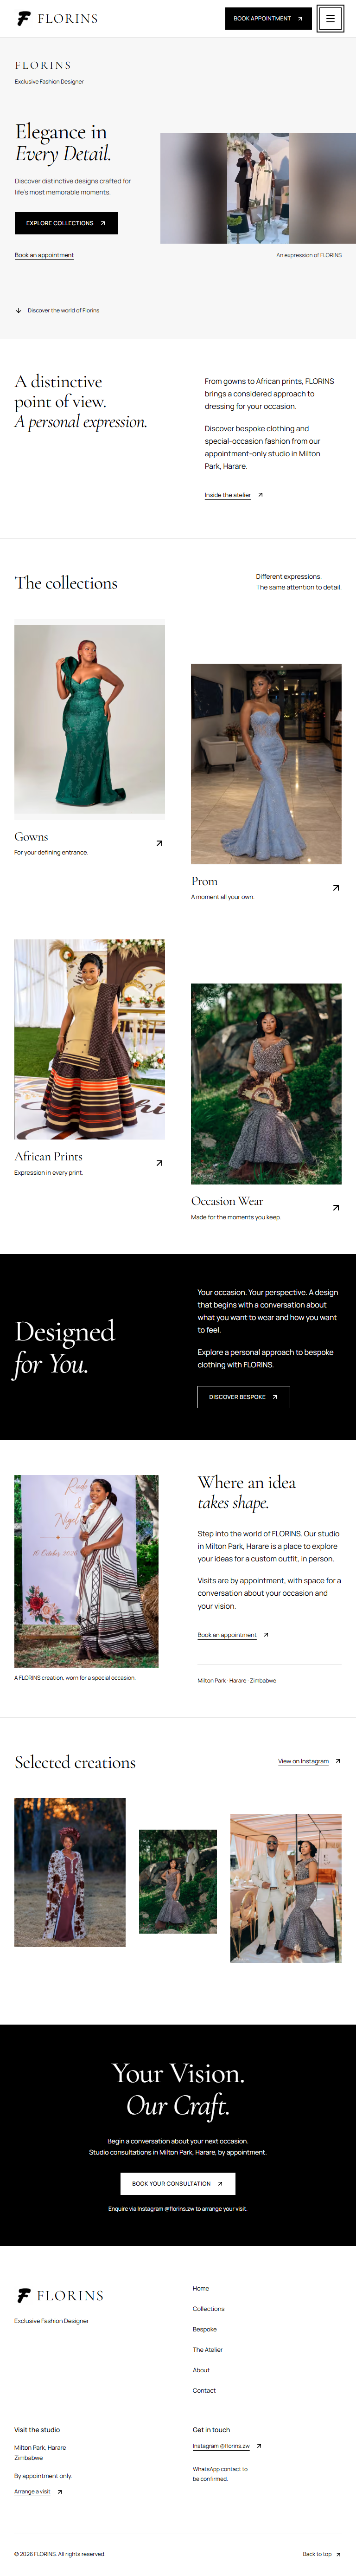 FLORINS
BOOK APPOINTMENT
FLORINS
Exclusive Fashion Designer
Elegance in
Every Detail.
Discover distinctive designs crafted for
life's most memorable moments.
EXPLORE COLLECTIONS
Book an appointment
An expression of FLORINS
Discover the world of Florins
A distinctive
point of view.
A personal expression.
From gowns to African prints, FLORINS
brings a considered approach to
dressing for your occasion.
Discover bespoke clothing and
special-occasion fashion from our
appointment-only studio in Milton
Park, Harare.
Inside the atelier
The collections
Different expressions.
The same attention to detail.
Gowns
For your defining entrance.
Prom
A moment all your own.
African Prints
Expression in every print.
Occasion Wear
Made for the moments you keep.
Designed
for You.
Your occasion. Your perspective. A design
that begins with a conversation about
what you want to wear and how you want
to feel.
Explore a personal approach to bespoke
clothing with FLORINS.
DISCOVER BESPOKE
Where an idea
takes shape.
Step into the world of FLORINS. Our studio
in Milton Park, Harare is a place to explore
your ideas for a custom outfit, in person.
Visits are by appointment, with space for a
conversation about your occasion and
your vision.
Book an appointment
A FLORINS creation, worn for a special occasion.
Milton Park · Harare · Zimbabwe
Selected creations
View on Instagram
Your Vision.
Our Craft.
Begin a conversation about your next occasion.
Studio consultations in Milton Park, Harare, by appointment.
BOOK YOUR CONSULTATION
Enquire via Instagram @florins.zw to arrange your visit.
FLORINS
Exclusive Fashion Designer
Home
Collections
Bespoke
The Atelier
About
Contact
Visit the studio
Milton Park, Harare
Zimbabwe
By appointment only.
Arrange a visit
Get in touch
Instagram @florins.zw
WhatsApp contact to
be confirmed.
© 2026 FLORINS. All rights reserved.
Back to top